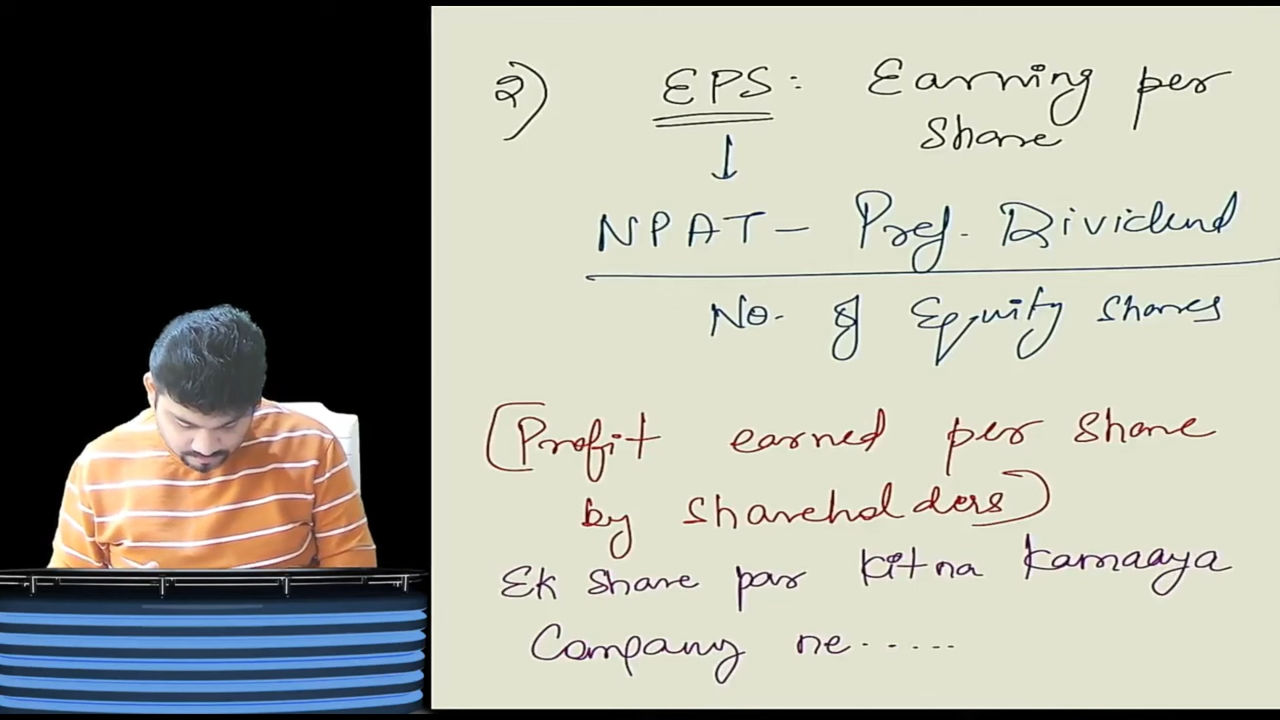 2) EPS: Earning per
Share
↓
NPAT - Pref. Dividend
No. of Equity Shares
(Profit earned per share
by shareholders)
Ek share par kitna kamaaya
Company ne......